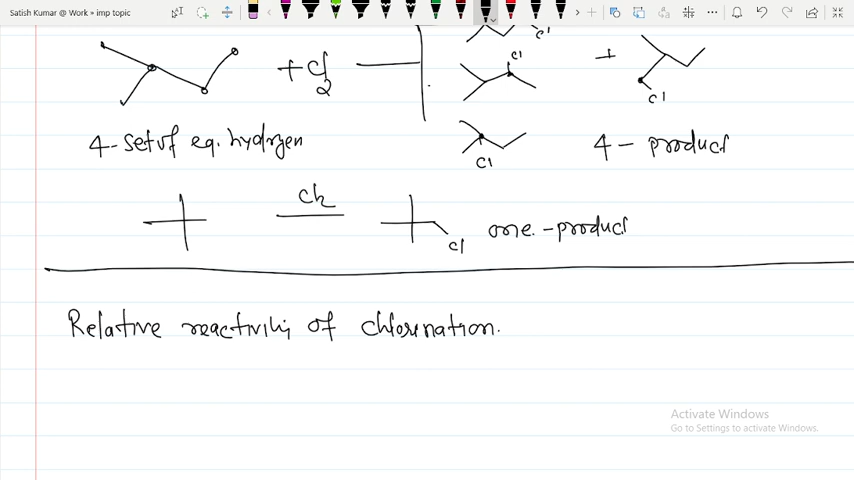 Satish Kumar @ Work » imp topic
Cl
+ Cl2
Cl
+
Cl
4- set of eq. hydrogen
Cl
4 - product
Cl2
Cl
one - product
Relative reactivity of chlorination.
Activate Windows
Go to Settings to activate Windows.